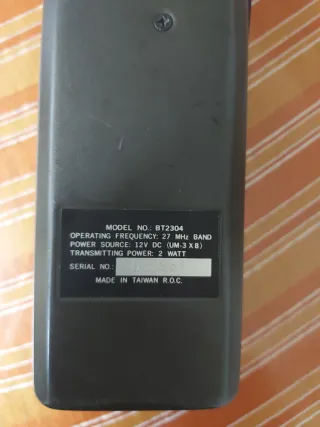 MODEL NO.: BT2304
OPERATING FREQUENCY: 27 MHz BAND
POWER SOURCE: 12V DC (UM-3 X 8)
TRANSMITTING POWER: 2 WATT
SERIAL NO.:
MADE IN TAIWAN R.O.C.